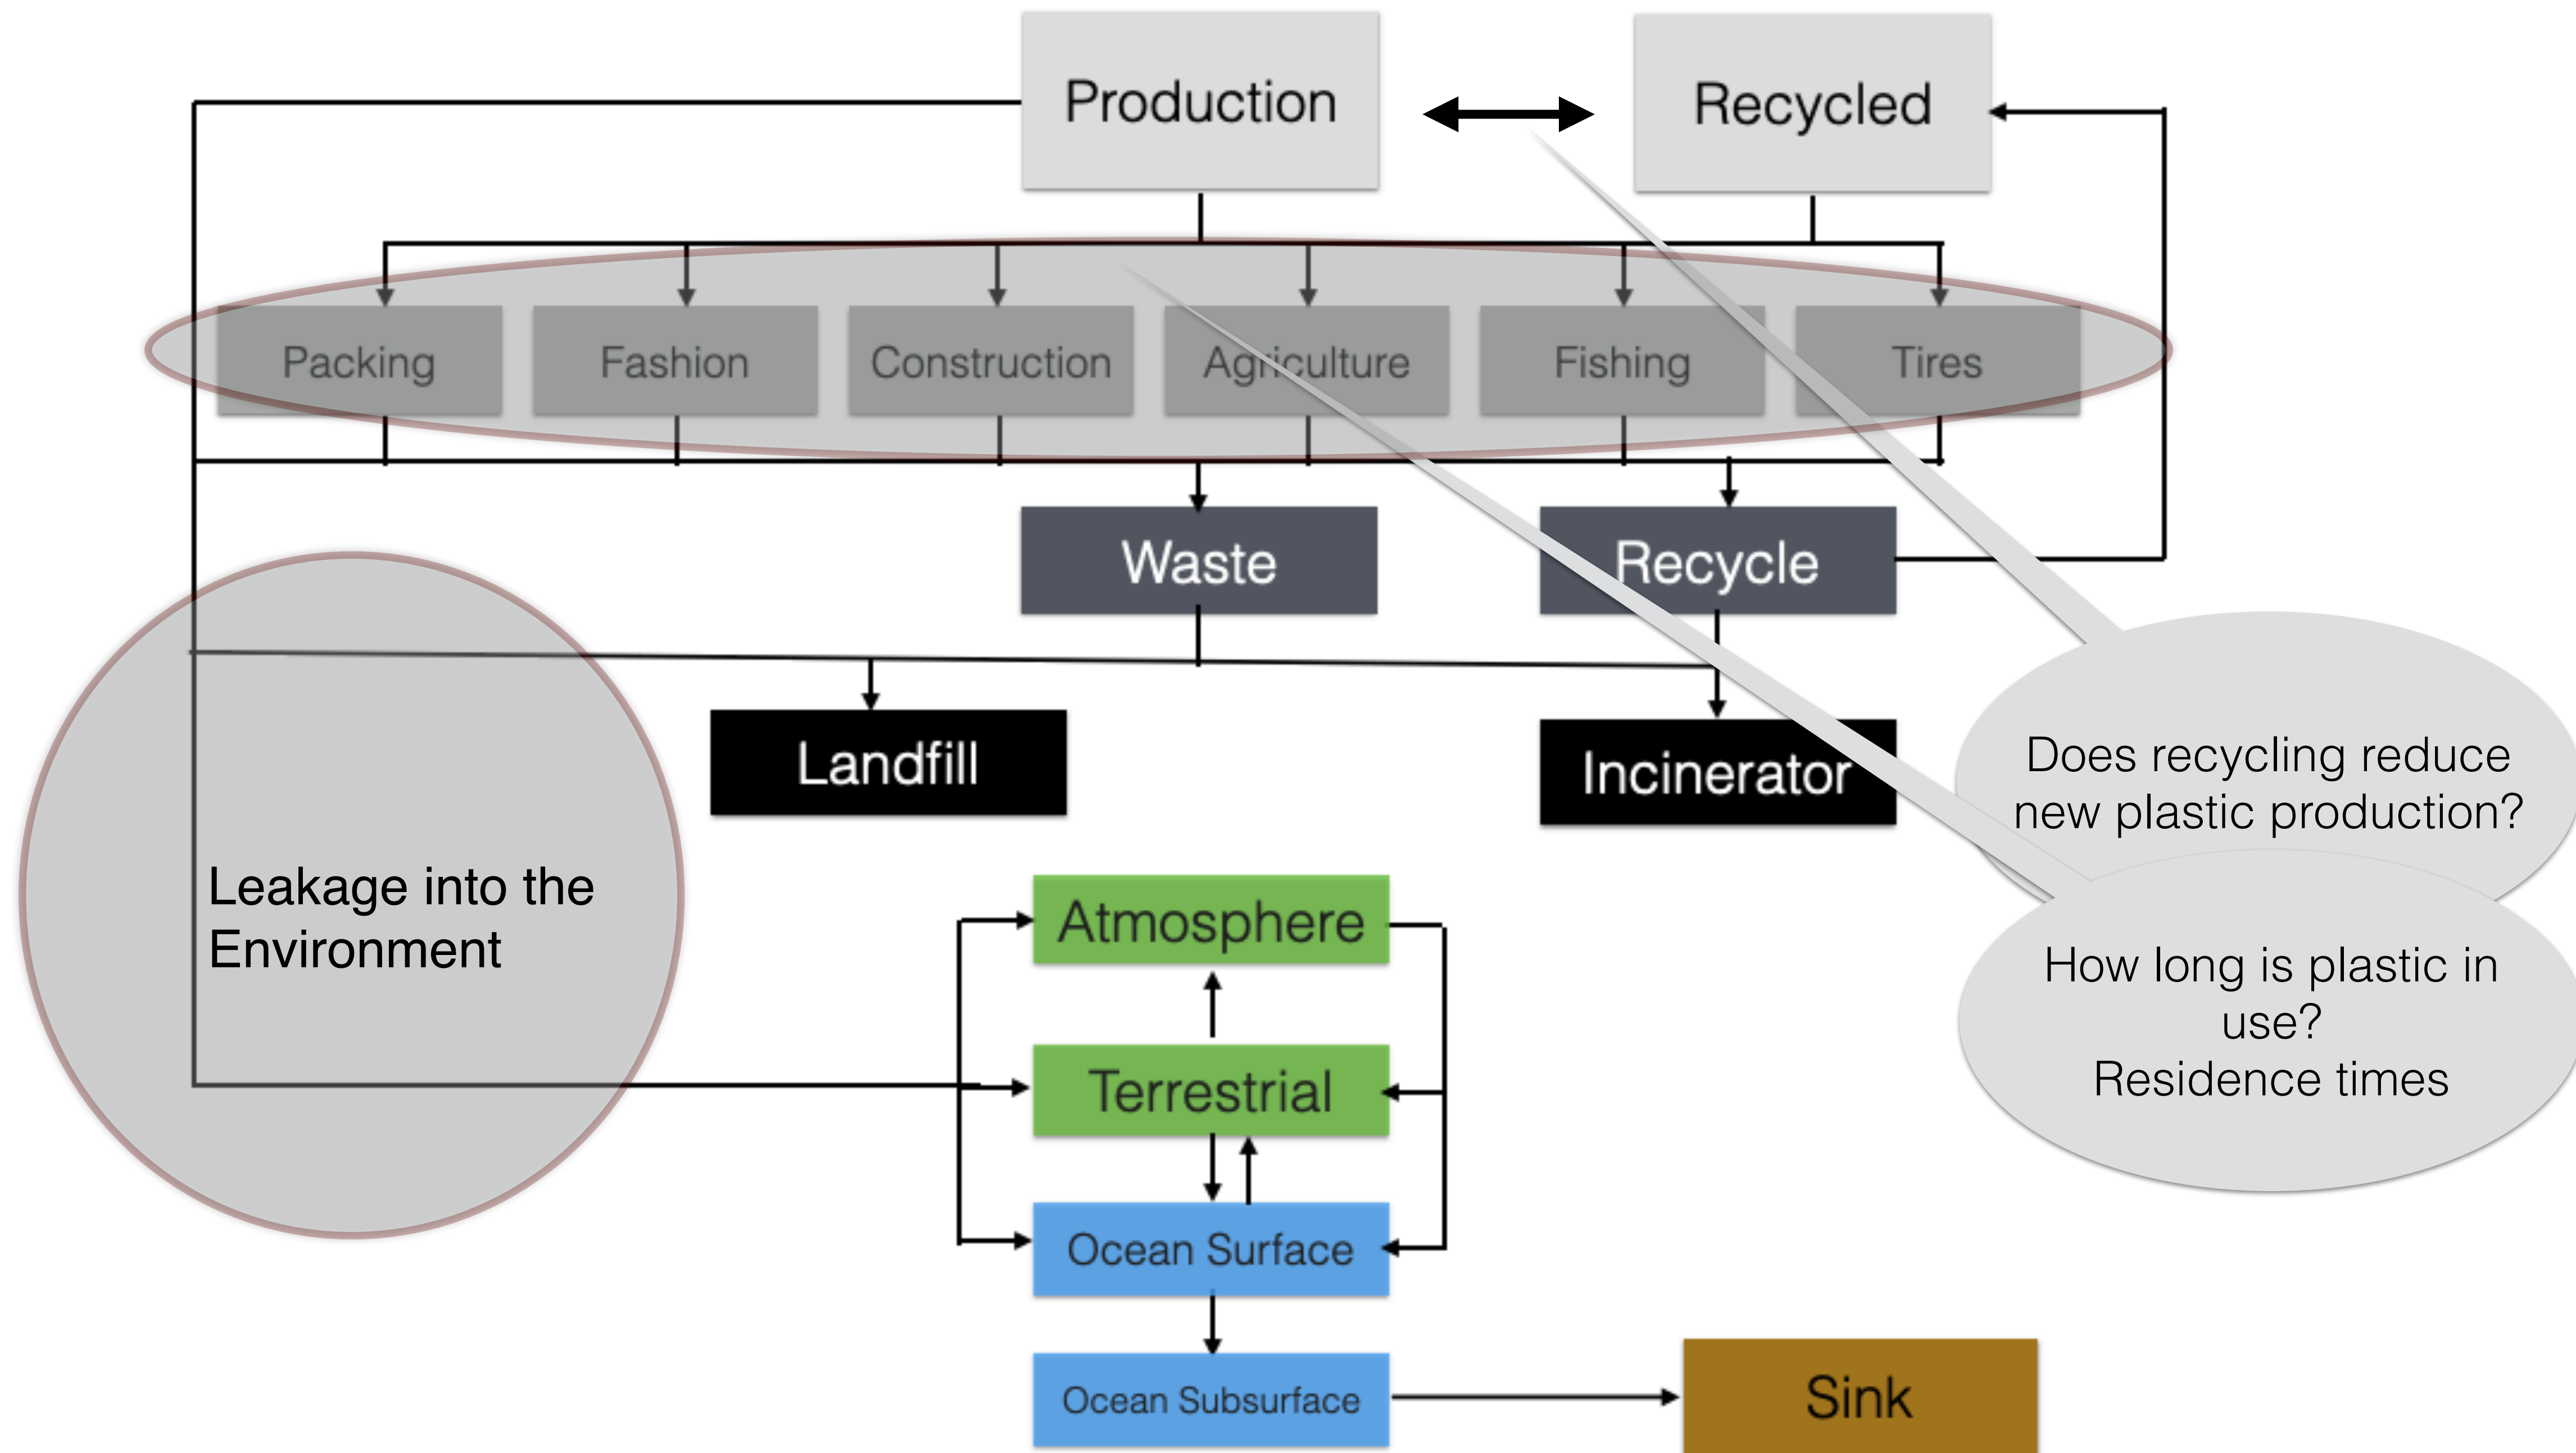 Production
Recycled
Packing
Fashion
Construction
Agriculture
Fishing
Tires
Waste
Recycle
Landfill
Incinerator
Does recycling reduce
new plastic production?
Leakage into the
Environment
Atmosphere
How long is plastic in
use?
Residence times
Terrestrial
Ocean Surface
Ocean Subsurface
Sink